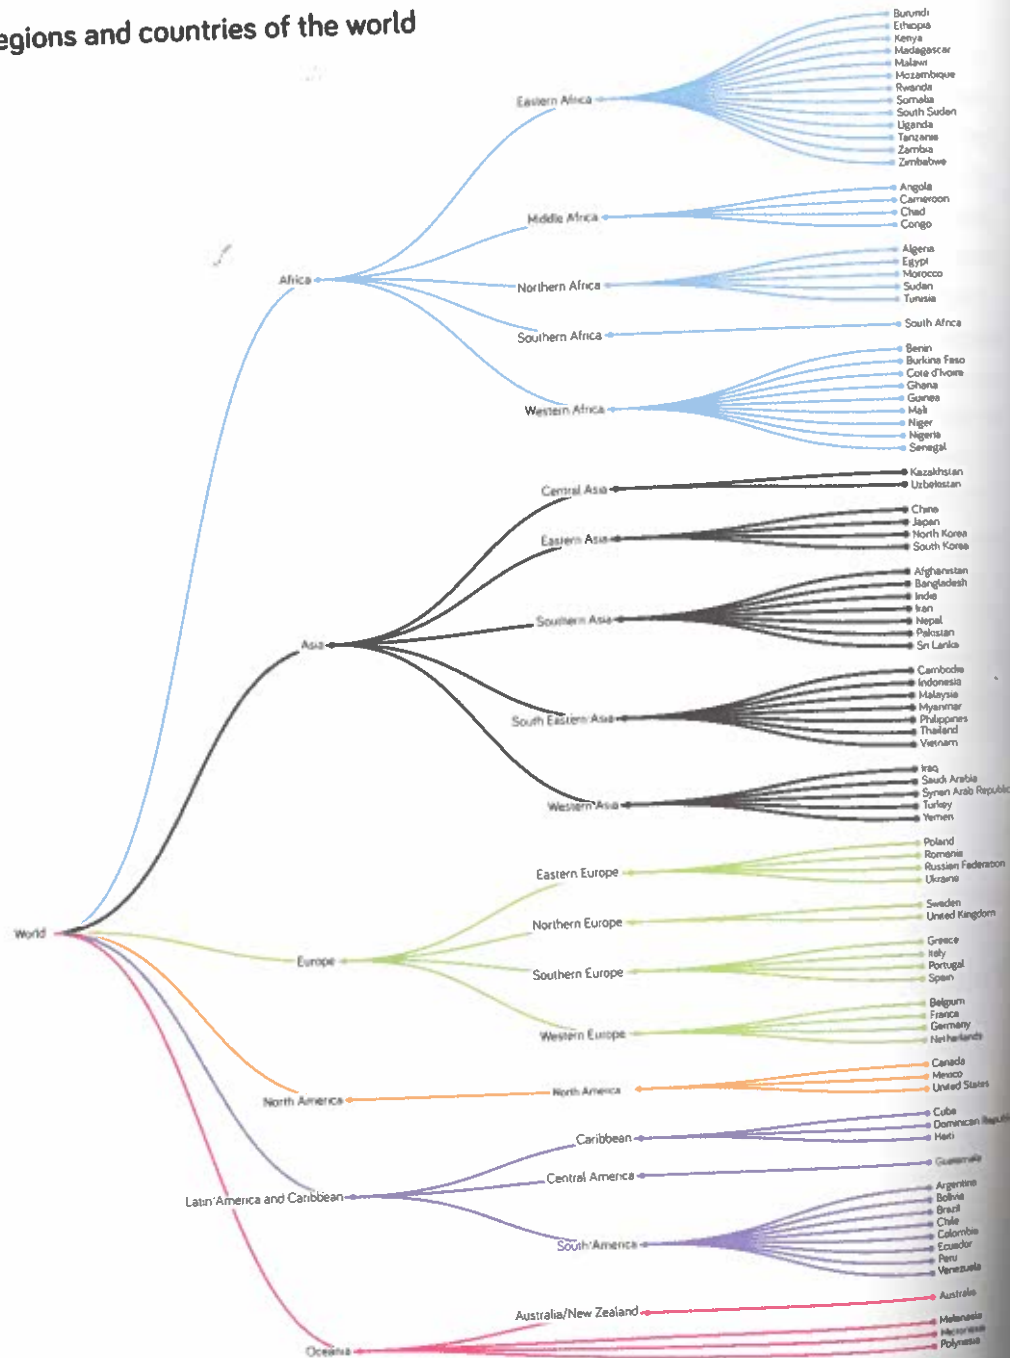 egions and countries of the world
Burundi
Ethiopia
Kenya
Madagascar
Malawi
Mozambique
Rwanda
Somalia
South Sudan
Uganda
Tanzania
Zambia
Zimbabwe
Eastern Africa
Angola
Cameroon
Chad
Congo
Middle Africa
Africa
Algeria
Egypt
Morocco
Sudan
Tunisia
Northern Africa
South Africa
Southern Africa
Benin
Burkina Faso
Cote d'Ivoire
Ghana
Guinea
Mali
Niger
Nigeria
Senegal
Western Africa
Kazakhstan
Uzbekistan
Central Asia
China
Japan
North Korea
South Korea
Eastern Asia
Afghanistan
Bangladesh
India
Iran
Nepal
Pakistan
Sri Lanka
Southern Asia
Asia
Cambodia
Indonesia
Malaysia
Myanmar
Philippines
Thailand
Vietnam
South Eastern Asia
Iraq
Saudi Arabia
Syrian Arab Republic
Turkey
Yemen
Western Asia
Poland
Romania
Russian Federation
Ukraine
Eastern Europe
Sweden
United Kingdom
Northern Europe
World
Europe
Greece
Italy
Portugal
Spain
Southern Europe
Belgium
France
Germany
Netherlands
Western Europe
Canada
Mexico
United States
North America
North America
Cuba
Dominican Republi
Haiti
Caribbean
Guatemala
Central America
Latin America and Caribbean
Argentina
Bolivia
Brazil
Chile
Colombia
Ecuador
Peru
Venezuela
South America
Australia
Australia/New Zealand
Melanesia
Micronesia
Polynesia
Oceania